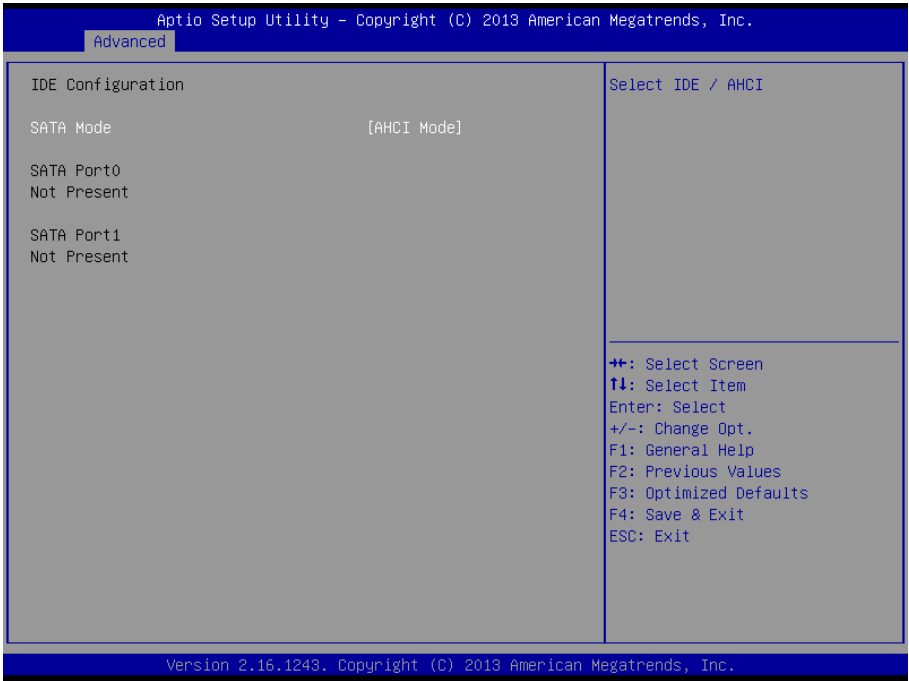 Aptio Setup Utility – Copyright (C) 2013 American Megatrends, Inc.
Advanced
IDE Configuration
SATA Mode [AHCI Mode]
SATA Port0
Not Present
SATA Port1
Not Present
Select IDE / AHCI
→←: Select Screen
↑↓: Select Item
Enter: Select
+/-: Change Opt.
F1: General Help
F2: Previous Values
F3: Optimized Defaults
F4: Save & Exit
ESC: Exit
Version 2.16.1243. Copyright (C) 2013 American Megatrends, Inc.